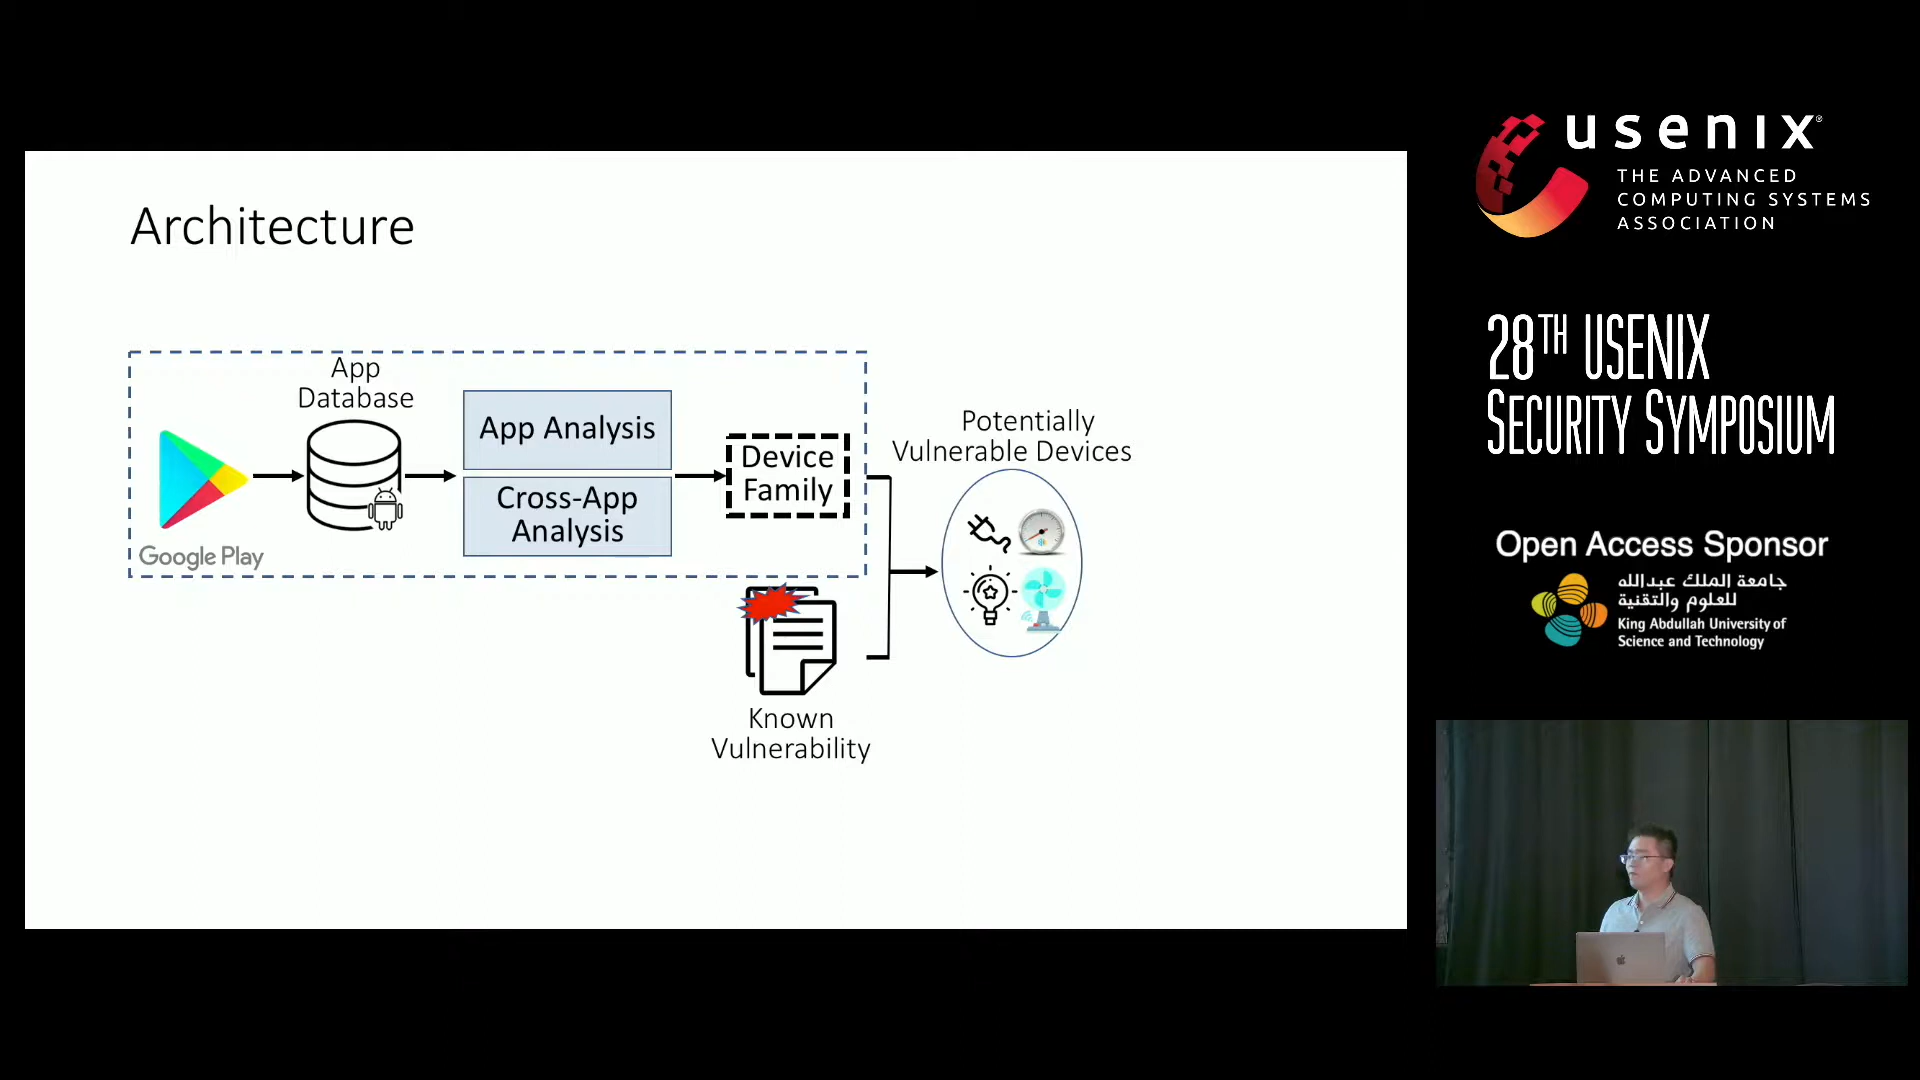 Architecture
App
Database
App Analysis
Cross-App
Analysis
Device
Family
Google Play
Potentially
Vulnerable Devices
Known
Vulnerability
usenix®
THE ADVANCED
COMPUTING SYSTEMS
ASSOCIATION
28TH USENIX
SECURITY SYMPOSIUM
Open Access Sponsor
جامعة الملك عبدالله
للعلوم والتقنية
King Abdullah University of
Science and Technology